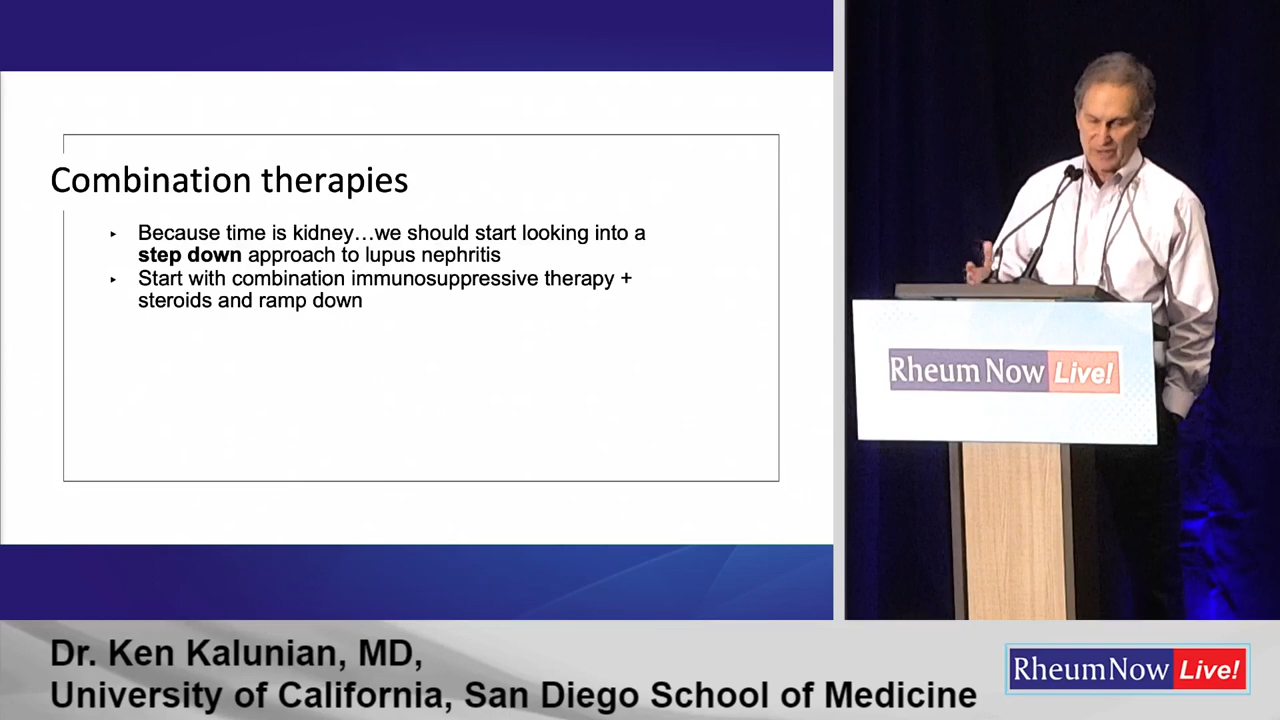 Combination therapies
‣ Because time is kidney…we should start looking into a
step down approach to lupus nephritis
‣ Start with combination immunosuppressive therapy +
steroids and ramp down
Rheum Now Live!
Dr. Ken Kalunian, MD,
University of California, San Diego School of Medicine
RheumNow Live!